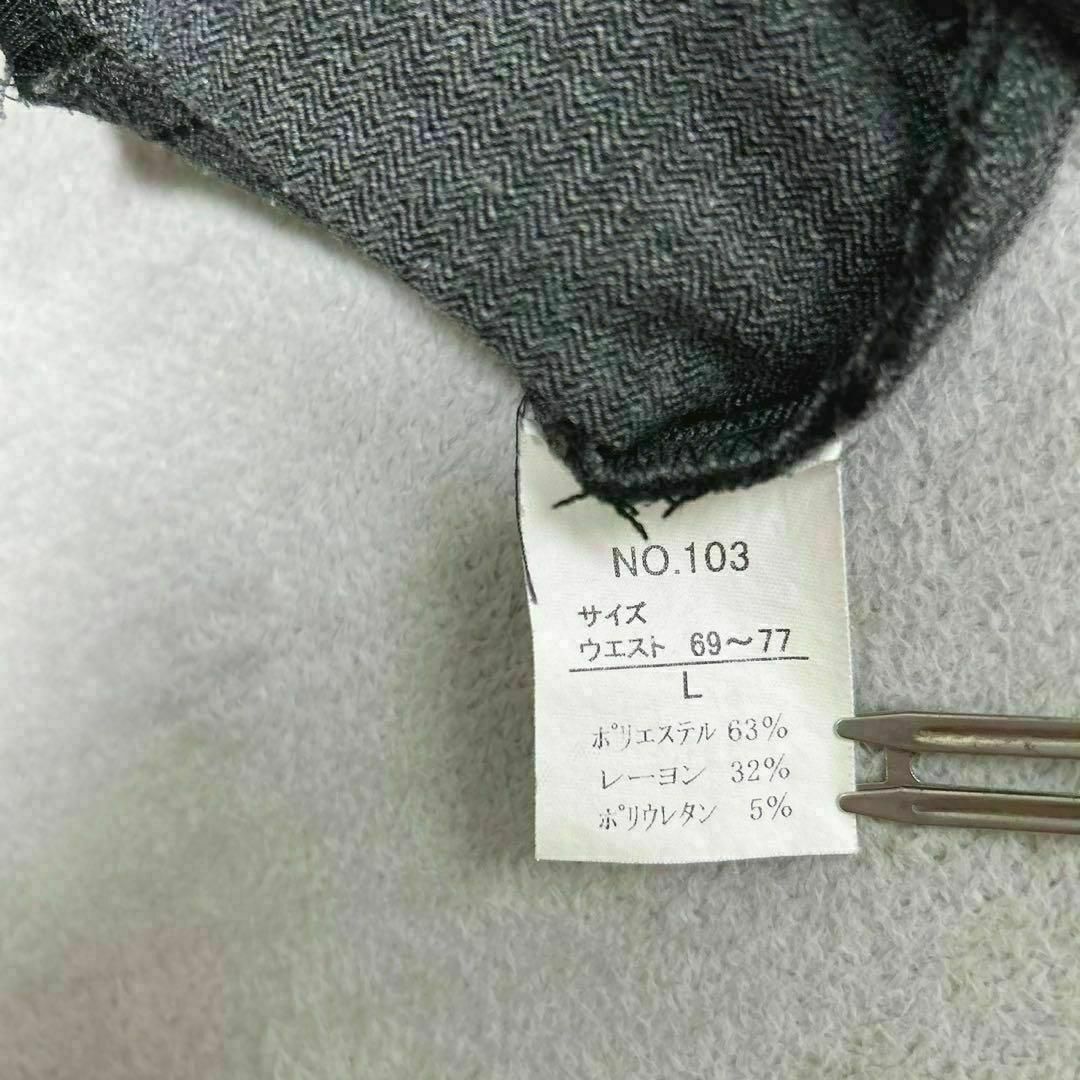 NO.103
サイズ
ウエスト 69〜77
L
ポリエステル 63%
レーヨン 32%
ポリウレタン 5%